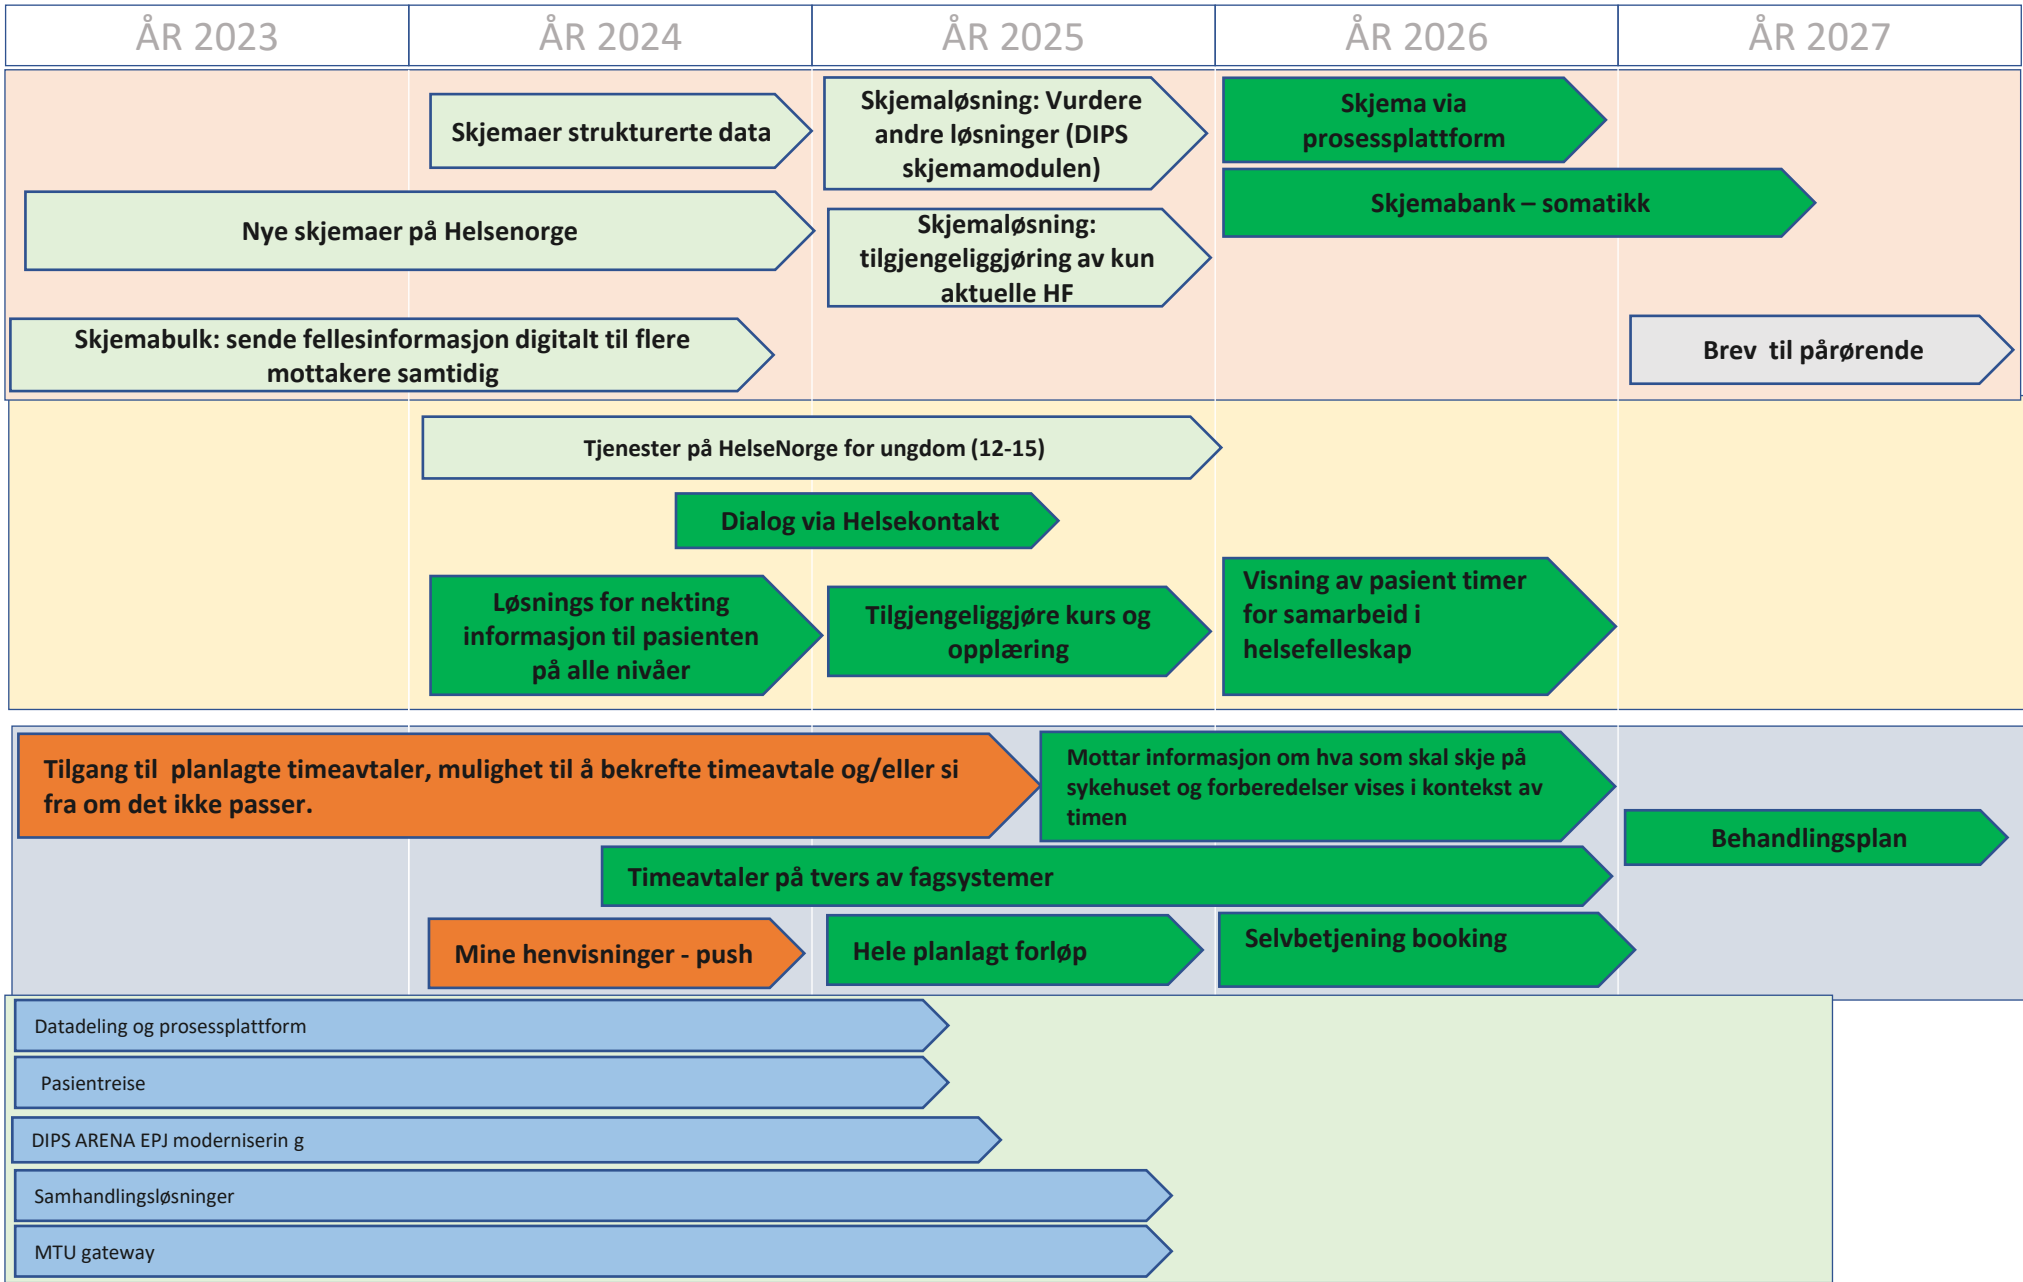 ÅR 2023
ÅR 2024
ÅR 2025
ÅR 2026
ÅR 2027
Skjemaer strukturerte data
Skjemaløsning: Vurdere
andre løsninger (DIPS
skjemamodulen)
Skjema via
prosessplattform
Skjemabank – somatikk
Nye skjemaer på Helsenorge
Skjemaløsning:
tilgjengeliggjøring av kun
aktuelle HF
Skjemabulk: sende fellesinformasjon digitalt til flere
mottakere samtidig
Brev til pårørende
Tjenester på HelseNorge for ungdom (12-15)
Dialog via Helsekontakt
Løsnings for nekting
informasjon til pasienten
på alle nivåer
Tilgjengeliggjøre kurs og
opplæring
Visning av pasient timer
for samarbeid i
helsefelleskap
Tilgang til planlagte timeavtaler, mulighet til å bekrefte timeavtale og/eller si
fra om det ikke passer.
Mottar informasjon om hva som skal skje på
sykehuset og forberedelser vises i kontekst av
timen
Behandlingsplan
Timeavtaler på tvers av fagsystemer
Mine henvisninger - push
Hele planlagt forløp
Selvbetjening booking
Datadeling og prosessplattform
Pasientreise
DIPS ARENA EPJ moderniserin g
Samhandlingsløsninger
MTU gateway